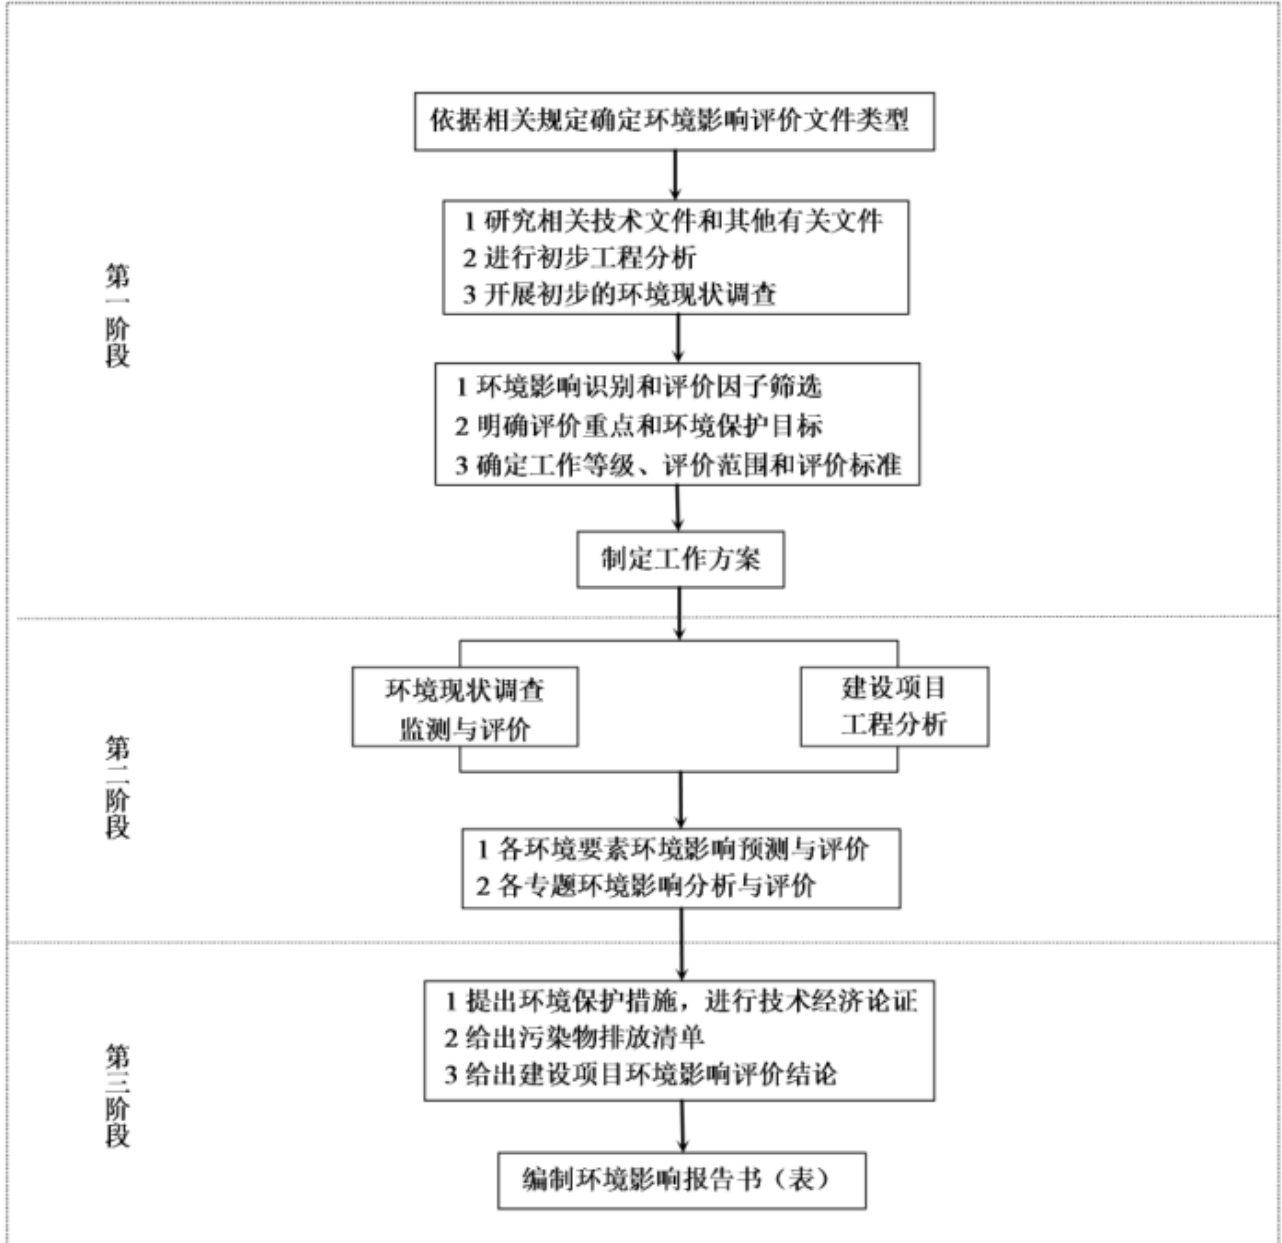 依据相关规定确定环境影响评价文件类型
第一阶段
1 研究相关技术文件和其他有关文件
2 进行初步工程分析
3 开展初步的环境现状调查
1 环境影响识别和评价因子筛选
2 明确评价重点和环境保护目标
3 确定工作等级、评价范围和评价标准
制定工作方案
第二阶段
环境现状调查
监测与评价
建设项目
工程分析
1 各环境要素环境影响预测与评价
2 各专题环境影响分析与评价
第三阶段
1 提出环境保护措施，进行技术经济论证
2 给出污染物排放清单
3 给出建设项目环境影响评价结论
编制环境影响报告书（表）